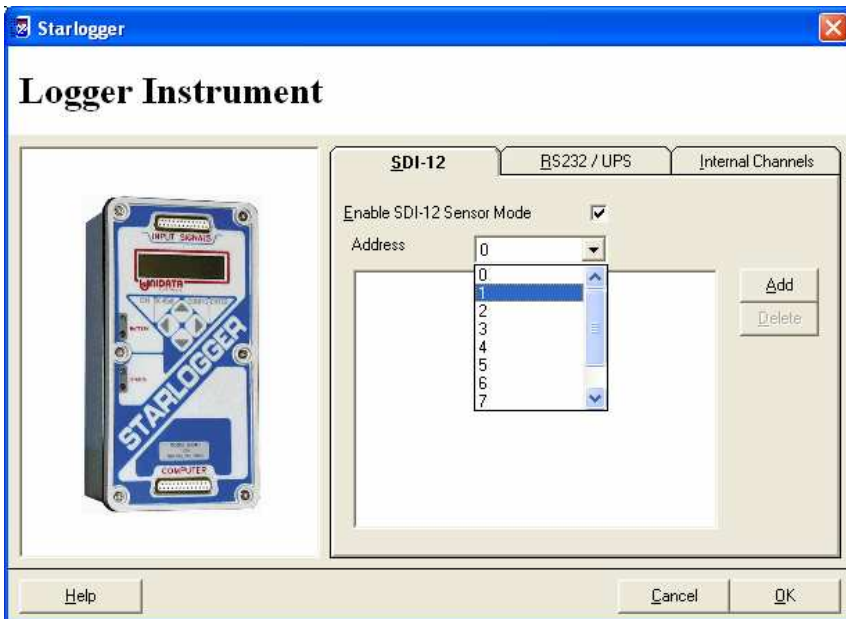 Starlogger
Logger Instrument
SDI-12
RS232 / UPS
Internal Channels
Enable SDI-12 Sensor Mode
Address
0
0
1
2
3
4
5
6
7
Add
Delete
INPUT SIGNALS
UNIDATA
STARLOGGER
COMPUTER
Help
Cancel
OK